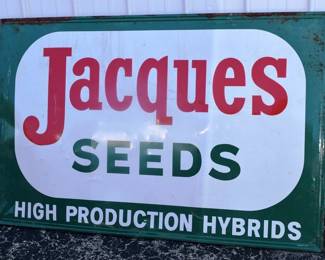 Jacques
SEEDS
HIGH PRODUCTION HYBRIDS